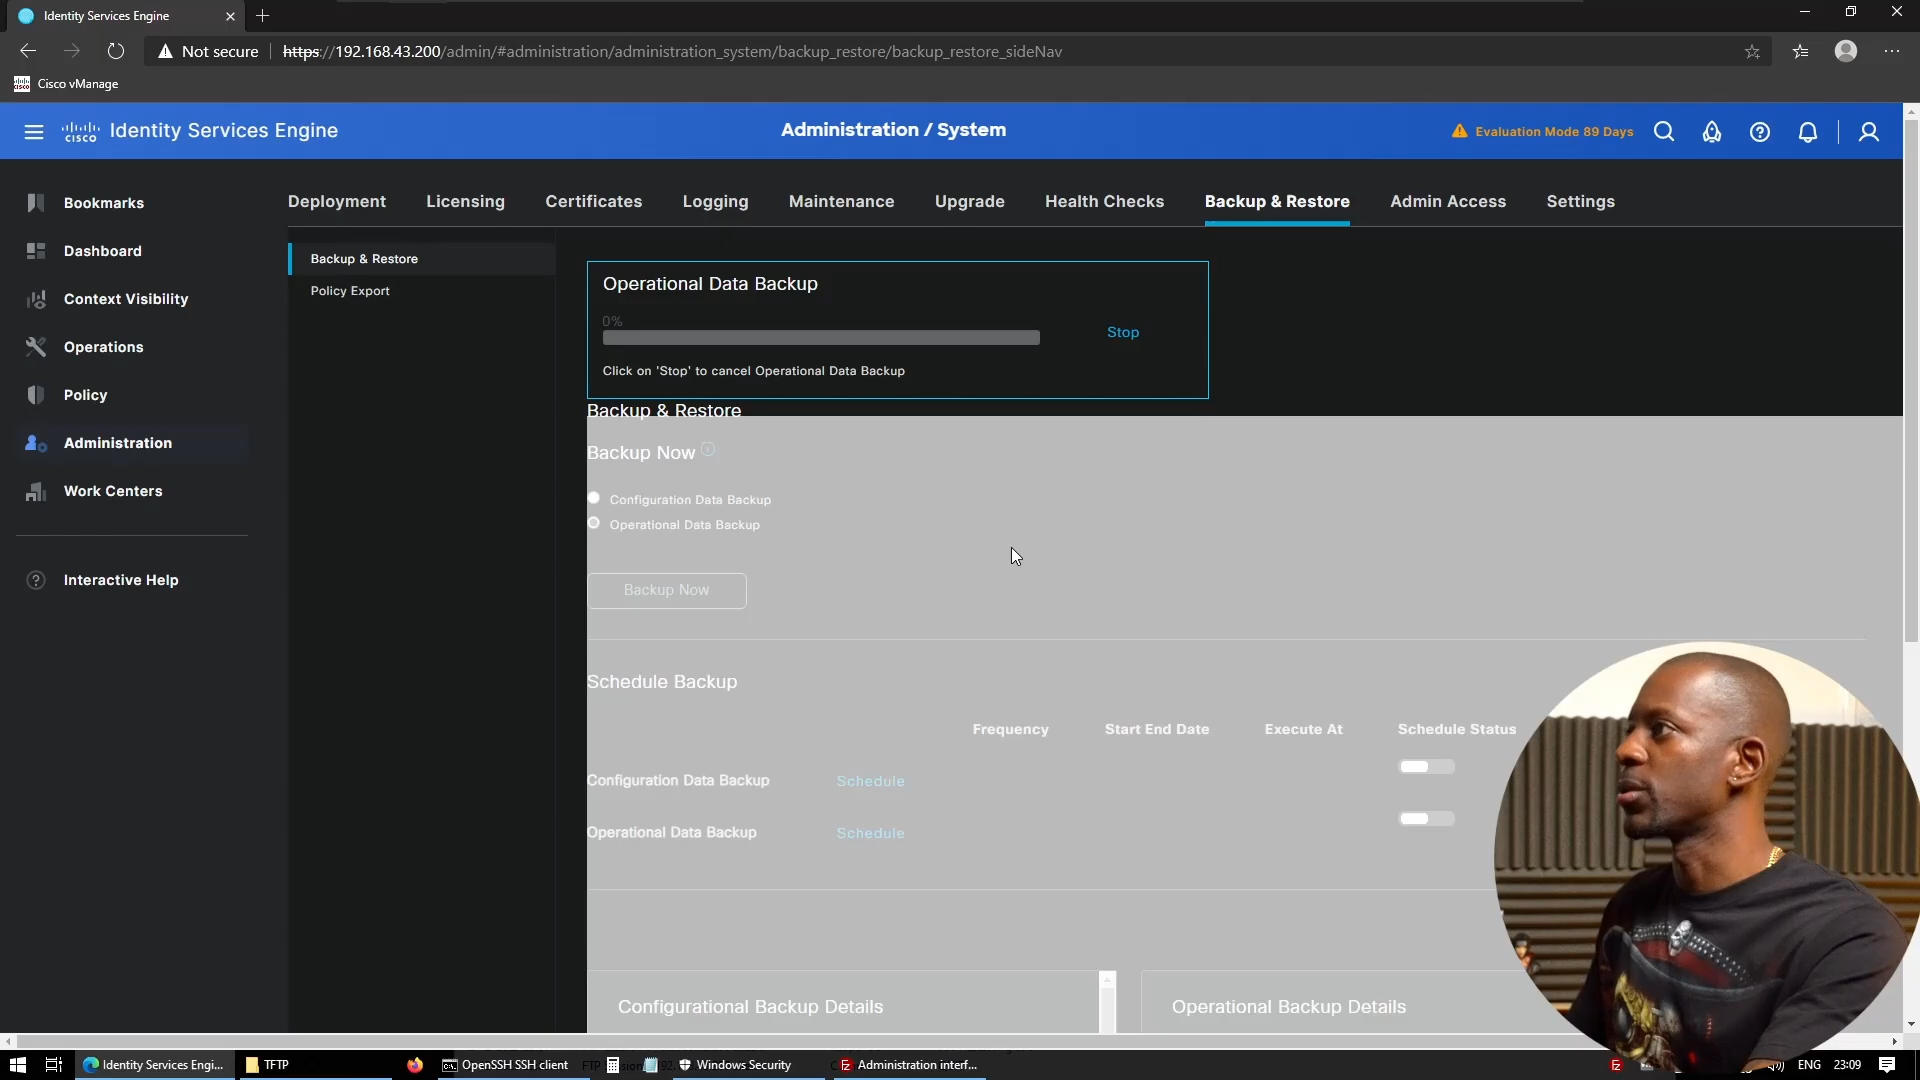 Identity Services Engine
Not secure https://192.168.43.200/admin/#administration/administration_system/backup_restore/backup_restore_sideNav
Cisco vManage
CISCO Identity Services Engine
Administration / System
Evaluation Mode 89 Days
Bookmarks
Dashboard
Context Visibility
Operations
Policy
Administration
Work Centers
Interactive Help
Deployment Licensing Certificates Logging Maintenance Upgrade Health Checks Backup & Restore Admin Access Settings
Backup & Restore
Policy Export
Operational Data Backup
0%
Stop
Click on 'Stop' to cancel Operational Data Backup
Backup & Restore
Backup Now
Configuration Data Backup
Operational Data Backup
Backup Now
Schedule Backup
Frequency Start End Date Execute At Schedule Status
Configuration Data Backup Schedule
Operational Data Backup Schedule
Configurational Backup Details
Operational Backup Details
Identity Services Engi... TFTP OpenSSH SSH client Windows Security Administration interf... ENG 23:09